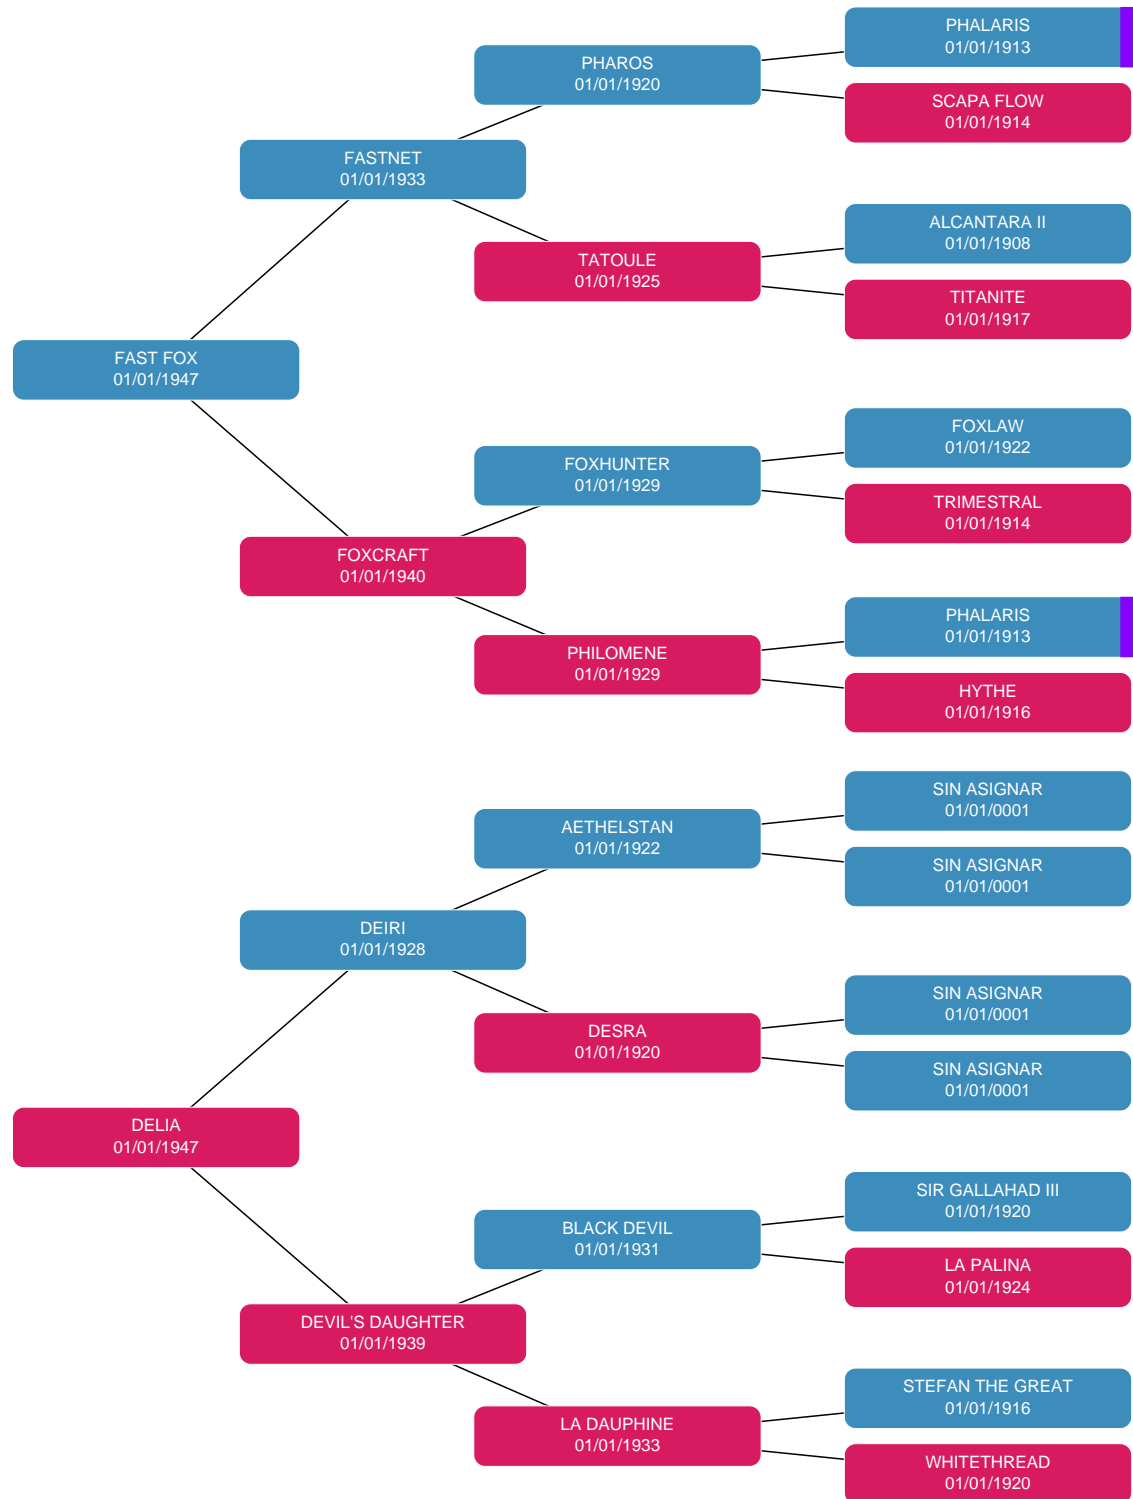 PHALARIS
01/01/1913
PHAROS
01/01/1920
SCAPA FLOW
01/01/1914
FASTNET
01/01/1933
ALCANTARA II
01/01/1908
TATOULE
01/01/1925
TITANITE
01/01/1917
FAST FOX
01/01/1947
FOXLAW
01/01/1922
FOXHUNTER
01/01/1929
TRIMESTRAL
01/01/1914
FOXCRAFT
01/01/1940
PHALARIS
01/01/1913
PHILOMENE
01/01/1929
HYTHE
01/01/1916
SIN ASIGNAR
01/01/0001
AETHELSTAN
01/01/1922
SIN ASIGNAR
01/01/0001
DEIRI
01/01/1928
SIN ASIGNAR
01/01/0001
DESRA
01/01/1920
SIN ASIGNAR
01/01/0001
DELIA
01/01/1947
SIR GALLAHAD III
01/01/1920
BLACK DEVIL
01/01/1931
LA PALINA
01/01/1924
DEVIL'S DAUGHTER
01/01/1939
STEFAN THE GREAT
01/01/1916
LA DAUPHINE
01/01/1933
WHITETHREAD
01/01/1920